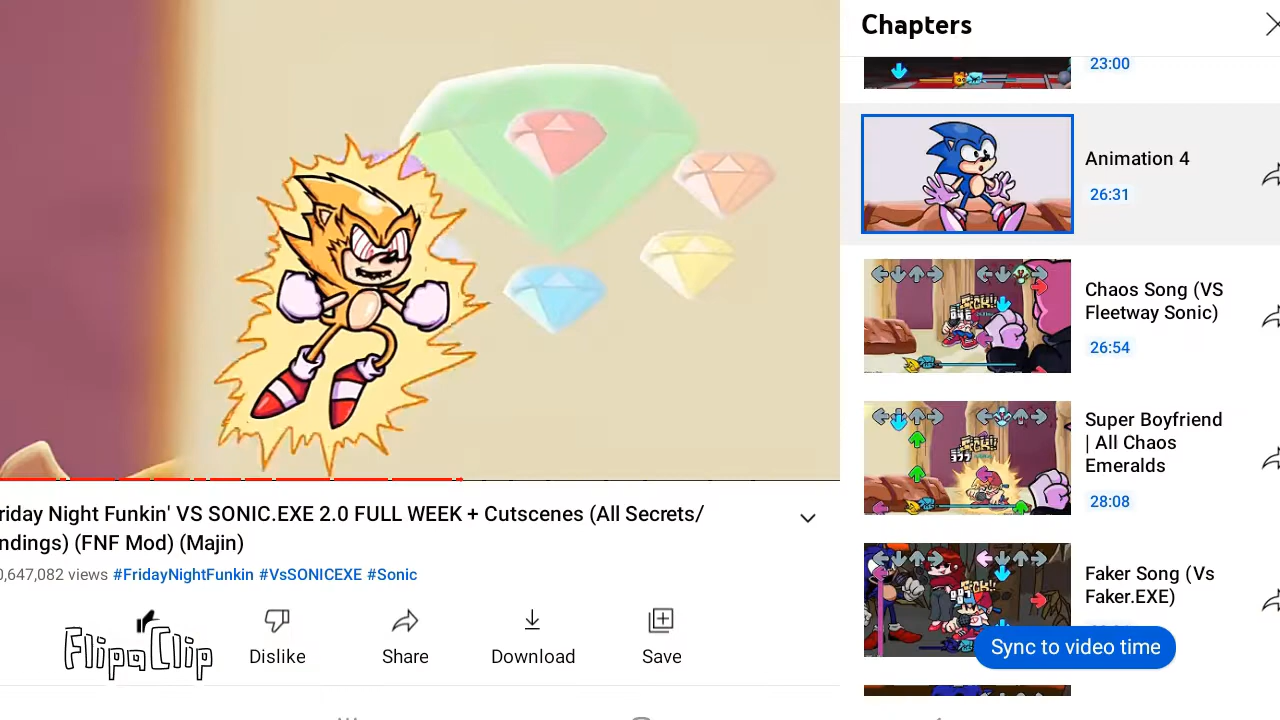 Chapters
23:00
Animation 4
26:31
Chaos Song (VS
Fleetway Sonic)
26:54
Super Boyfriend
| All Chaos
Emeralds
28:08
Faker Song (Vs
Faker.EXE)
Sync to video time
riday Night Funkin' VS SONIC.EXE 2.0 FULL WEEK + Cutscenes (All Secrets/
ndings) (FNF Mod) (Majin)
0,647,082 views #FridayNightFunkin #VsSONICEXE #Sonic
FlipaClip
Dislike
Share
Download
Save